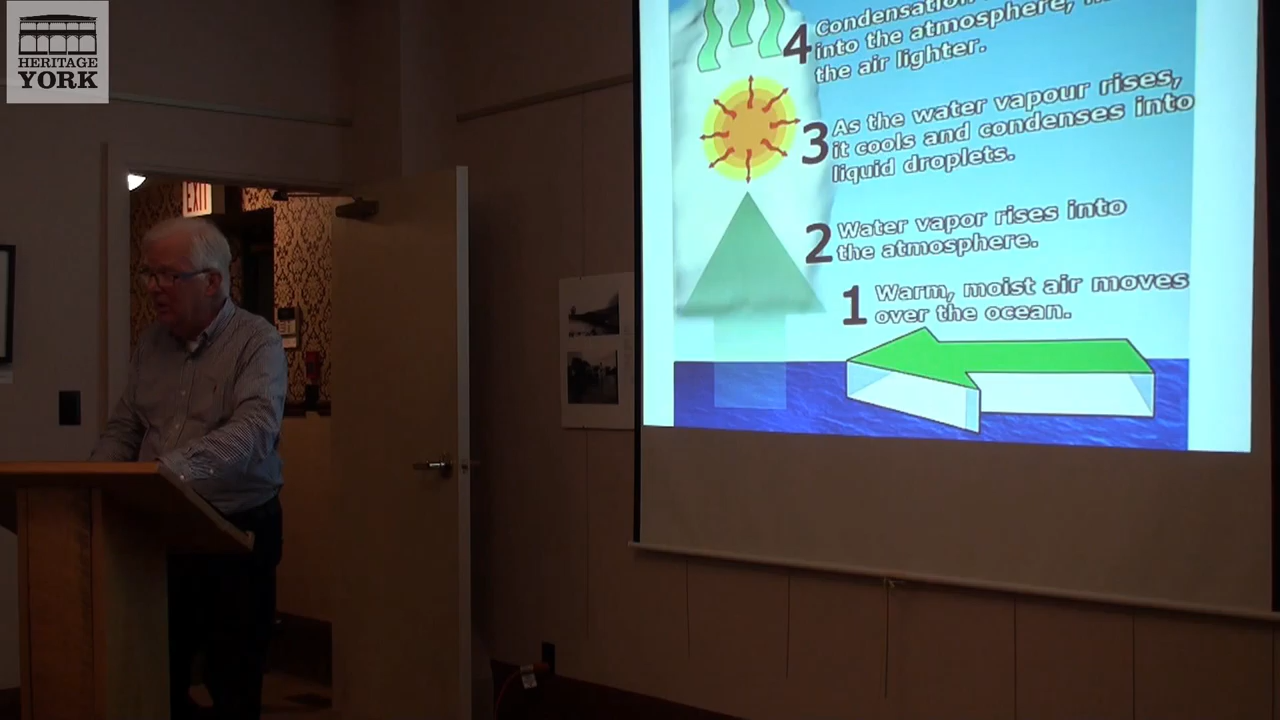 HERITAGE
YORK
EXIT
4 Condensation
into the atmosphere,
the air lighter.
3 As the water vapour rises,
it cools and condenses into
liquid droplets.
2 Water vapor rises into
the atmosphere.
1 Warm, moist air moves
over the ocean.